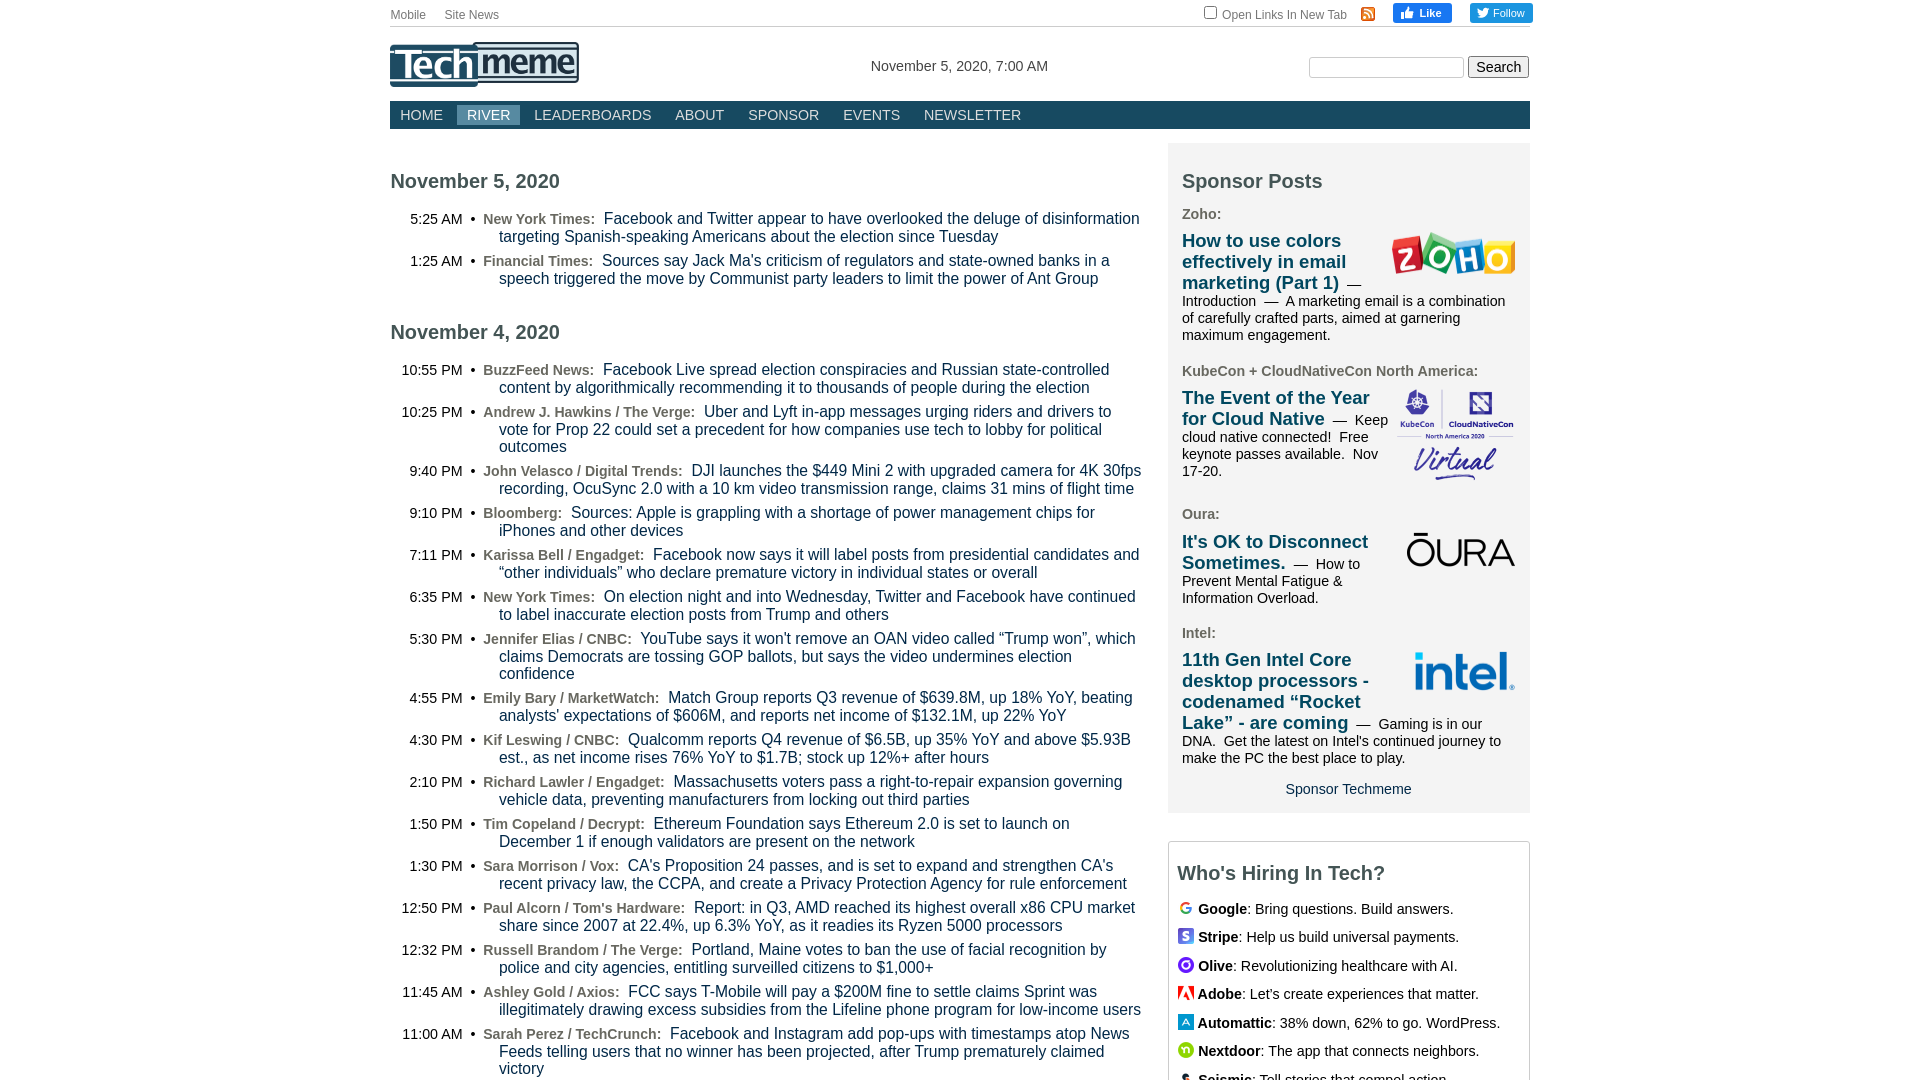 Mobile Site News Open Links In New Tab Like Follow
Techmeme
November 5, 2020, 7:00 AM
Search
HOME RIVER LEADERBOARDS ABOUT SPONSOR EVENTS NEWSLETTER
November 5, 2020
5:25 AM • New York Times: Facebook and Twitter appear to have overlooked the deluge of disinformation
targeting Spanish-speaking Americans about the election since Tuesday
1:25 AM • Financial Times: Sources say Jack Ma's criticism of regulators and state-owned banks in a
speech triggered the move by Communist party leaders to limit the power of Ant Group
November 4, 2020
10:55 PM • BuzzFeed News: Facebook Live spread election conspiracies and Russian state-controlled
content by algorithmically recommending it to thousands of people during the election
10:25 PM • Andrew J. Hawkins / The Verge: Uber and Lyft in-app messages urging riders and drivers to
vote for Prop 22 could set a precedent for how companies use tech to lobby for political
outcomes
9:40 PM • John Velasco / Digital Trends: DJI launches the $449 Mini 2 with upgraded camera for 4K 30fps
recording, OcuSync 2.0 with a 10 km video transmission range, claims 31 mins of flight time
9:10 PM • Bloomberg: Sources: Apple is grappling with a shortage of power management chips for
iPhones and other devices
7:11 PM • Karissa Bell / Engadget: Facebook now says it will label posts from presidential candidates and
“other individuals” who declare premature victory in individual states or overall
6:35 PM • New York Times: On election night and into Wednesday, Twitter and Facebook have continued
to label inaccurate election posts from Trump and others
5:30 PM • Jennifer Elias / CNBC: YouTube says it won't remove an OAN video called “Trump won”, which
claims Democrats are tossing GOP ballots, but says the video undermines election
confidence
4:55 PM • Emily Bary / MarketWatch: Match Group reports Q3 revenue of $639.8M, up 18% YoY, beating
analysts' expectations of $606M, and reports net income of $132.1M, up 22% YoY
4:30 PM • Kif Leswing / CNBC: Qualcomm reports Q4 revenue of $6.5B, up 35% YoY and above $5.93B
est., as net income rises 76% YoY to $1.7B; stock up 12%+ after hours
2:10 PM • Richard Lawler / Engadget: Massachusetts voters pass a right-to-repair expansion governing
vehicle data, preventing manufacturers from locking out third parties
1:50 PM • Tim Copeland / Decrypt: Ethereum Foundation says Ethereum 2.0 is set to launch on
December 1 if enough validators are present on the network
1:30 PM • Sara Morrison / Vox: CA's Proposition 24 passes, and is set to expand and strengthen CA's
recent privacy law, the CCPA, and create a Privacy Protection Agency for rule enforcement
12:50 PM • Paul Alcorn / Tom's Hardware: Report: in Q3, AMD reached its highest overall x86 CPU market
share since 2007 at 22.4%, up 6.3% YoY, as it readies its Ryzen 5000 processors
12:32 PM • Russell Brandom / The Verge: Portland, Maine votes to ban the use of facial recognition by
police and city agencies, entitling surveilled citizens to $1,000+
11:45 AM • Ashley Gold / Axios: FCC says T-Mobile will pay a $200M fine to settle claims Sprint was
illegitimately drawing excess subsidies from the Lifeline phone program for low-income users
11:00 AM • Sarah Perez / TechCrunch: Facebook and Instagram add pop-ups with timestamps atop News
Feeds telling users that no winner has been projected, after Trump prematurely claimed
victory
Sponsor Posts
Zoho:
How to use colors
effectively in email
marketing (Part 1) —
Introduction — A marketing email is a combination
of carefully crafted parts, aimed at garnering
maximum engagement.
ZOHO
KubeCon + CloudNativeCon North America:
The Event of the Year
for Cloud Native — Keep
cloud native connected! Free
keynote passes available. Nov
17-20.
KubeCon CloudNativeCon
North America 2020
Virtual
Oura:
It's OK to Disconnect
Sometimes. — How to
Prevent Mental Fatigue &
Information Overload.
ŌURA
Intel:
11th Gen Intel Core
desktop processors -
codenamed “Rocket
Lake” - are coming — Gaming is in our
DNA. Get the latest on Intel's continued journey to
make the PC the best place to play.
intel®
Sponsor Techmeme
Who's Hiring In Tech?
Google: Bring questions. Build answers.
Stripe: Help us build universal payments.
Olive: Revolutionizing healthcare with AI.
Adobe: Let’s create experiences that matter.
Automattic: 38% down, 62% to go. WordPress.
Nextdoor: The app that connects neighbors.
Seismic: Tell stories that compel action.